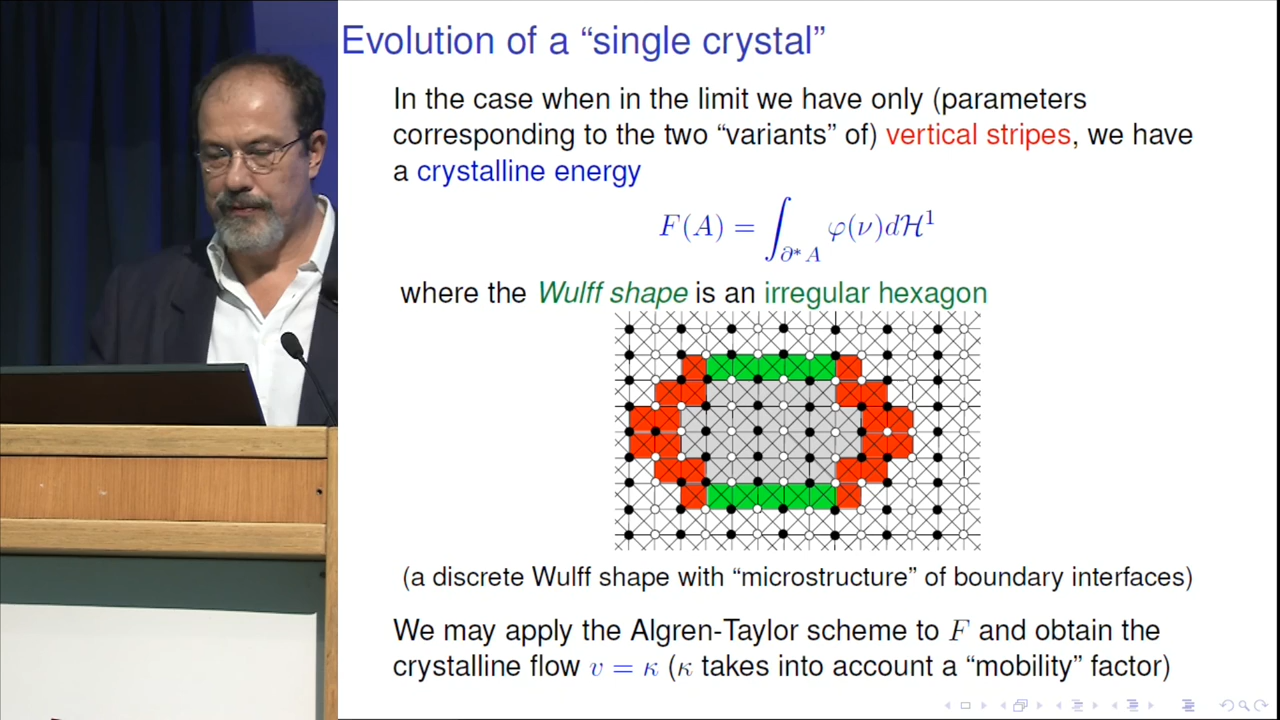 Evolution of a “single crystal”
In the case when in the limit we have only (parameters
corresponding to the two “variants” of) vertical stripes, we have
a crystalline energy
F(A) = ∫_{∂*A} φ(ν)dH¹
where the Wulff shape is an irregular hexagon
(a discrete Wulff shape with “microstructure” of boundary interfaces)
We may apply the Algren-Taylor scheme to F and obtain the
crystalline flow v = κ (κ takes into account a “mobility” factor)